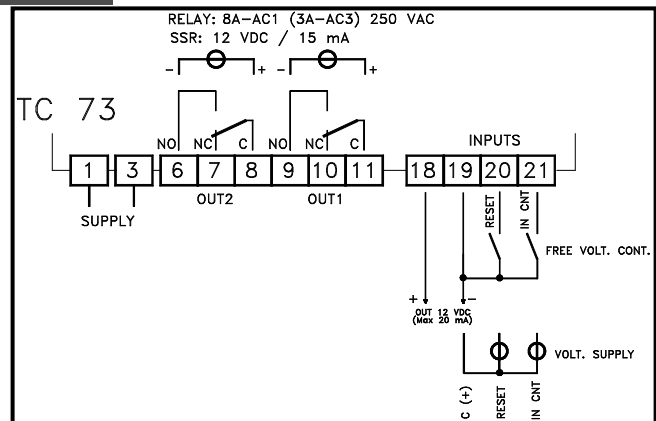 RELAY: 8A-AC1 (3A-AC3) 250 VAC
SSR: 12 VDC / 15 mA
- + - +
TC 73
NO NC C NO NC C INPUTS
1 3 6 7 8 9 10 11 18 19 20 21
SUPPLY OUT2 OUT1
RESET IN CNT
FREE VOLT. CONT.
+ -
OUT 12 VDC
(Max 20 mA)
VOLT. SUPPLY
C (+) RESET IN CNT